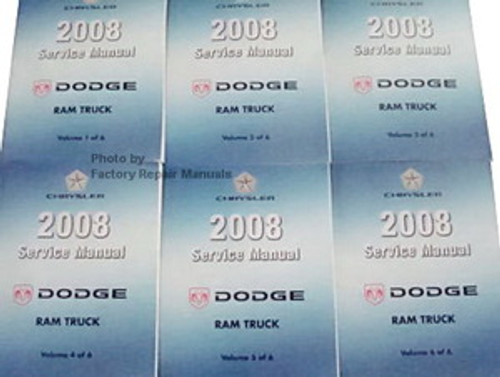 CHRYSLER
2008
Service Manual
DODGE
RAM TRUCK
Volume 1 of 6
CHRYSLER
2008
Service Manual
DODGE
RAM TRUCK
Volume 2 of 6
CHRYSLER
2008
Service Manual
DODGE
RAM TRUCK
Volume 3 of 6
Photo by
Factory Repair Manuals
CHRYSLER
2008
Service Manual
DODGE
RAM TRUCK
Volume 4 of 6
CHRYSLER
2008
Service Manual
DODGE
RAM TRUCK
Volume 5 of 6
CHRYSLER
2008
Service Manual
DODGE
RAM TRUCK
Volume 6 of 6